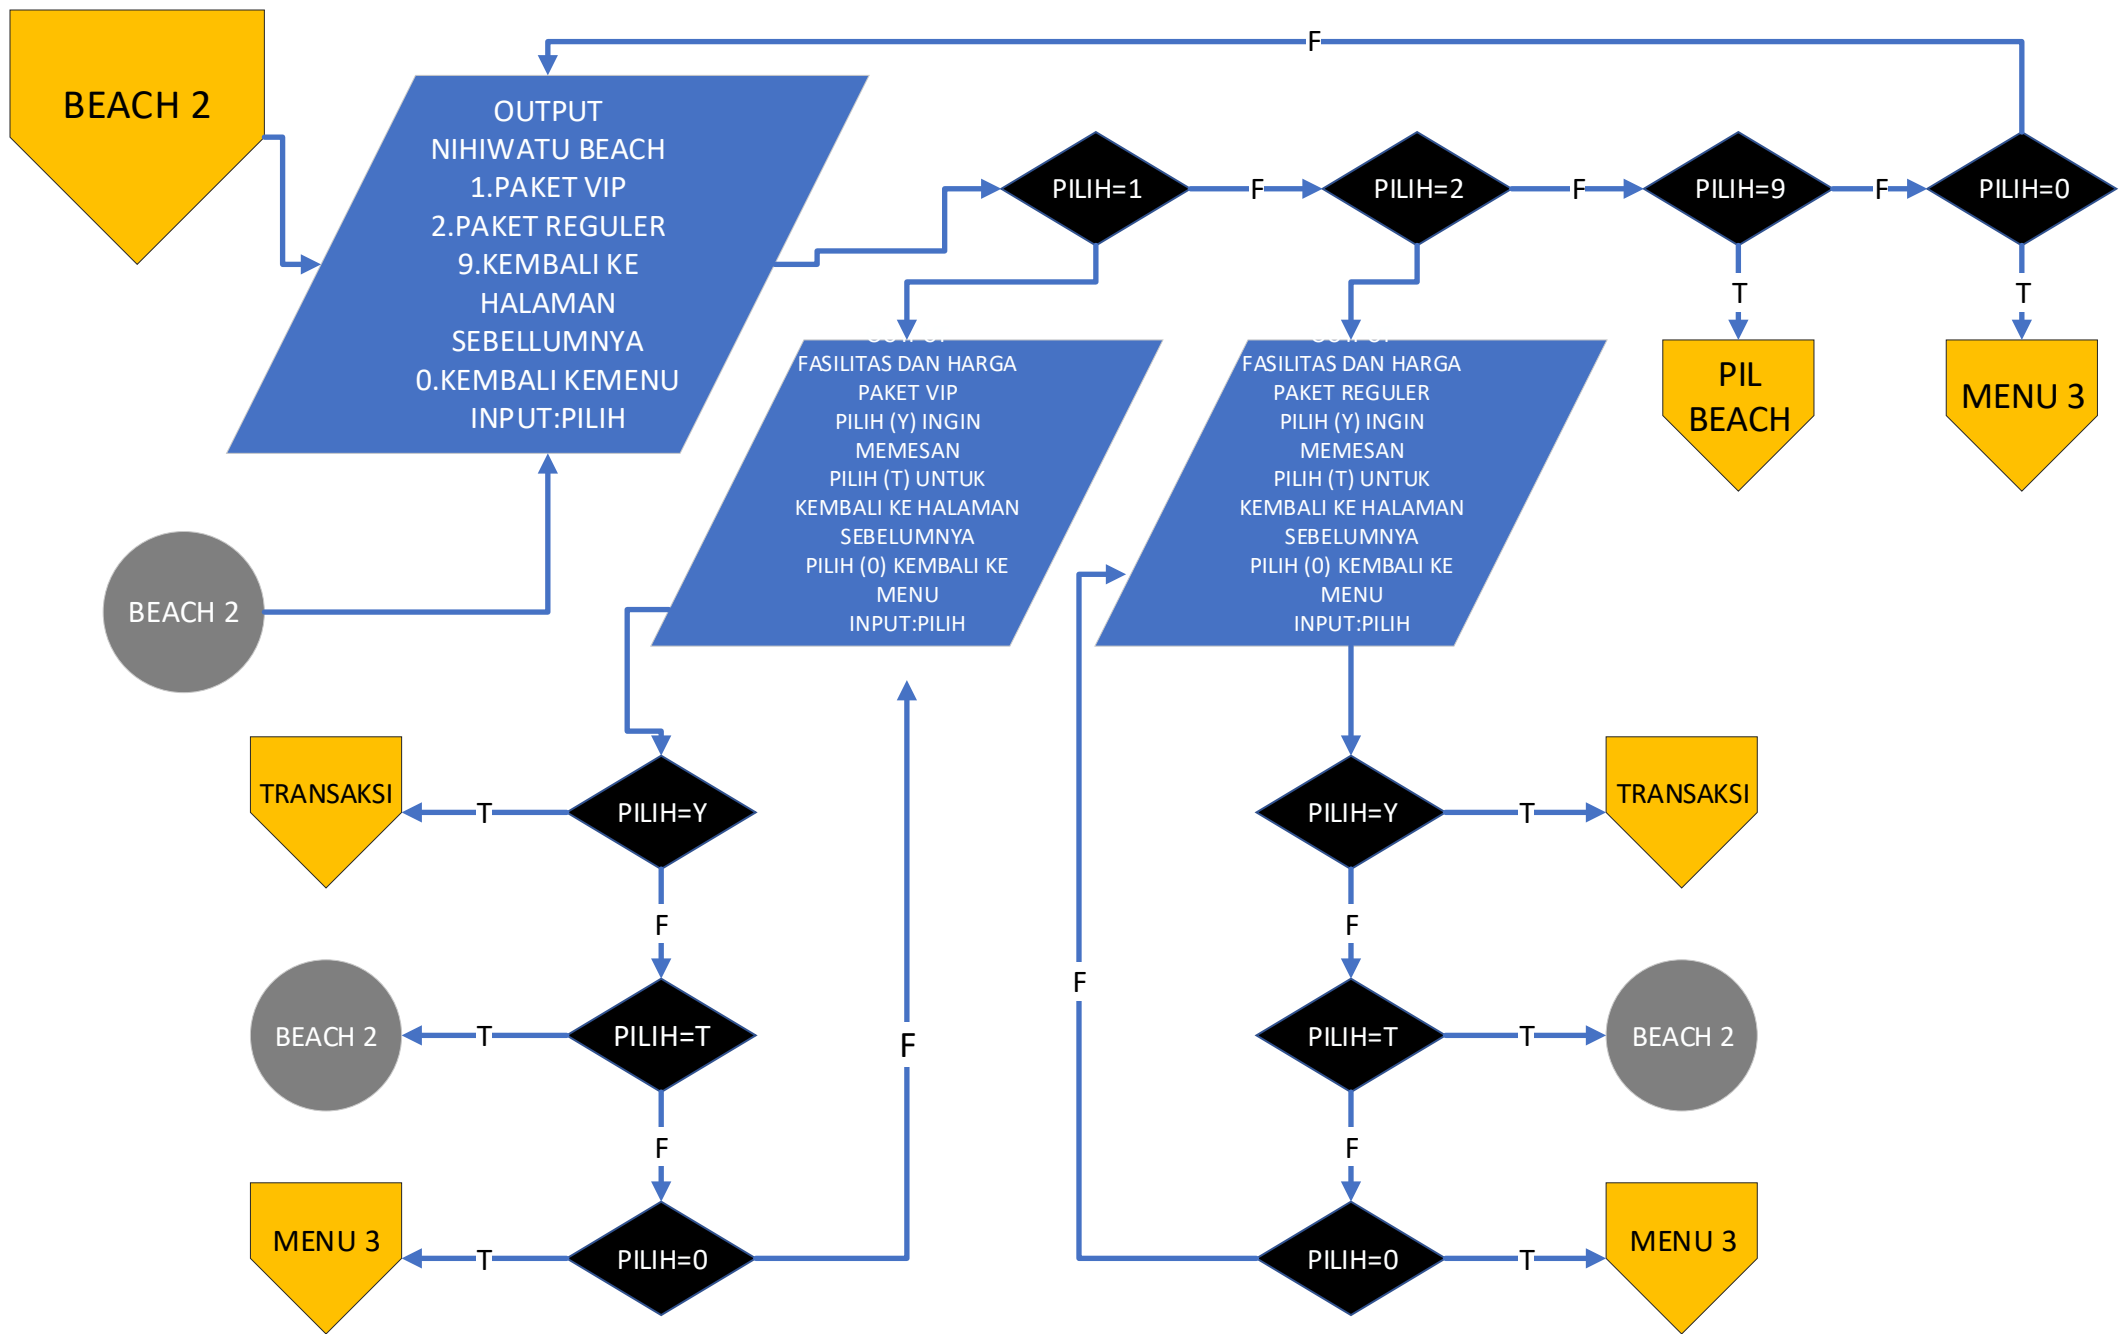 F
BEACH 2
OUTPUT
NIHIWATU BEACH
1.PAKET VIP
2.PAKET REGULER
9.KEMBALI KE
HALAMAN
SEBELLUMNYA
0.KEMBALI KEMENU
INPUT:PILIH
PILIH=1
F
PILIH=2
F
PILIH=9
F
PILIH=0
T
T
OUTPUT
FASILITAS DAN HARGA
PAKET VIP
PILIH (Y) INGIN
MEMESAN
PILIH (T) UNTUK
KEMBALI KE HALAMAN
SEBELUMNYA
PILIH (0) KEMBALI KE
MENU
INPUT:PILIH
OUTPUT
FASILITAS DAN HARGA
PAKET REGULER
PILIH (Y) INGIN
MEMESAN
PILIH (T) UNTUK
KEMBALI KE HALAMAN
SEBELUMNYA
PILIH (0) KEMBALI KE
MENU
INPUT:PILIH
PIL
BEACH
MENU 3
BEACH 2
TRANSAKSI
T
PILIH=Y
PILIH=Y
T
TRANSAKSI
F
F
F
BEACH 2
T
PILIH=T
F
PILIH=T
T
BEACH 2
F
F
MENU 3
T
PILIH=0
PILIH=0
T
MENU 3